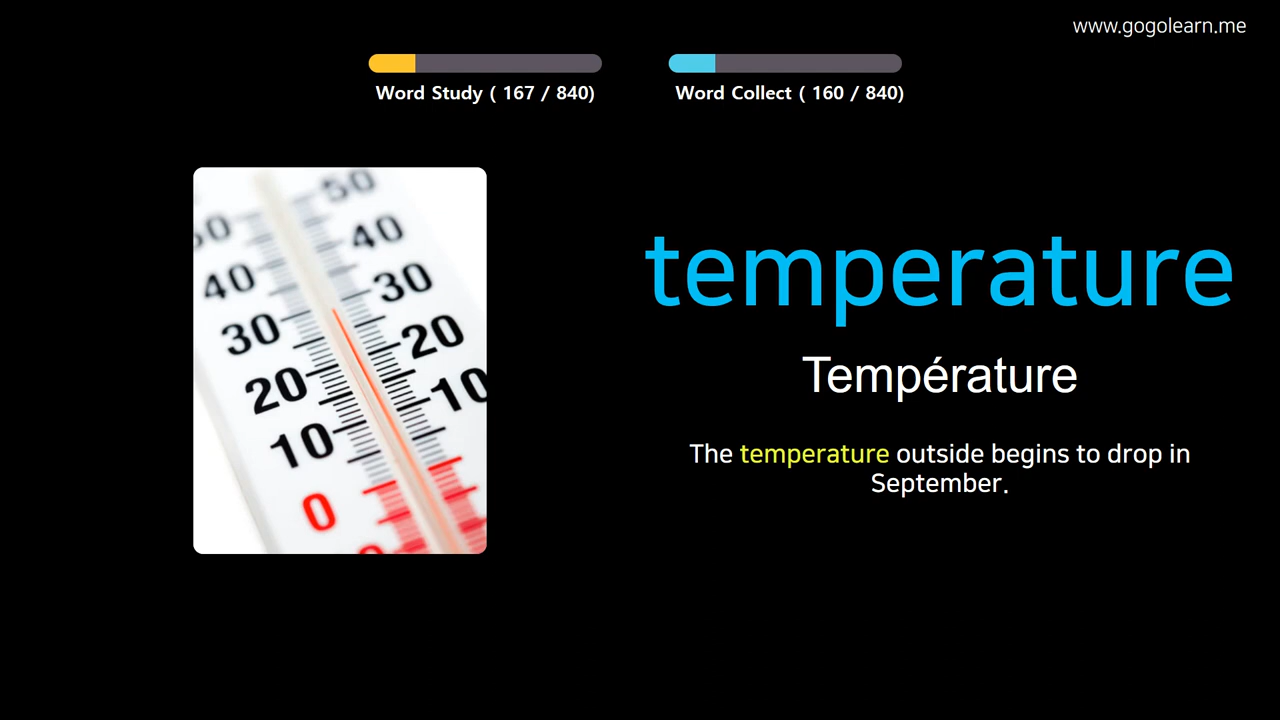 www.gogolearn.me
Word Study ( 167 / 840)
Word Collect ( 160 / 840)
50
50
40
40
30
30
20
20
10
10
0
temperature
Température
The temperature outside begins to drop in
September.